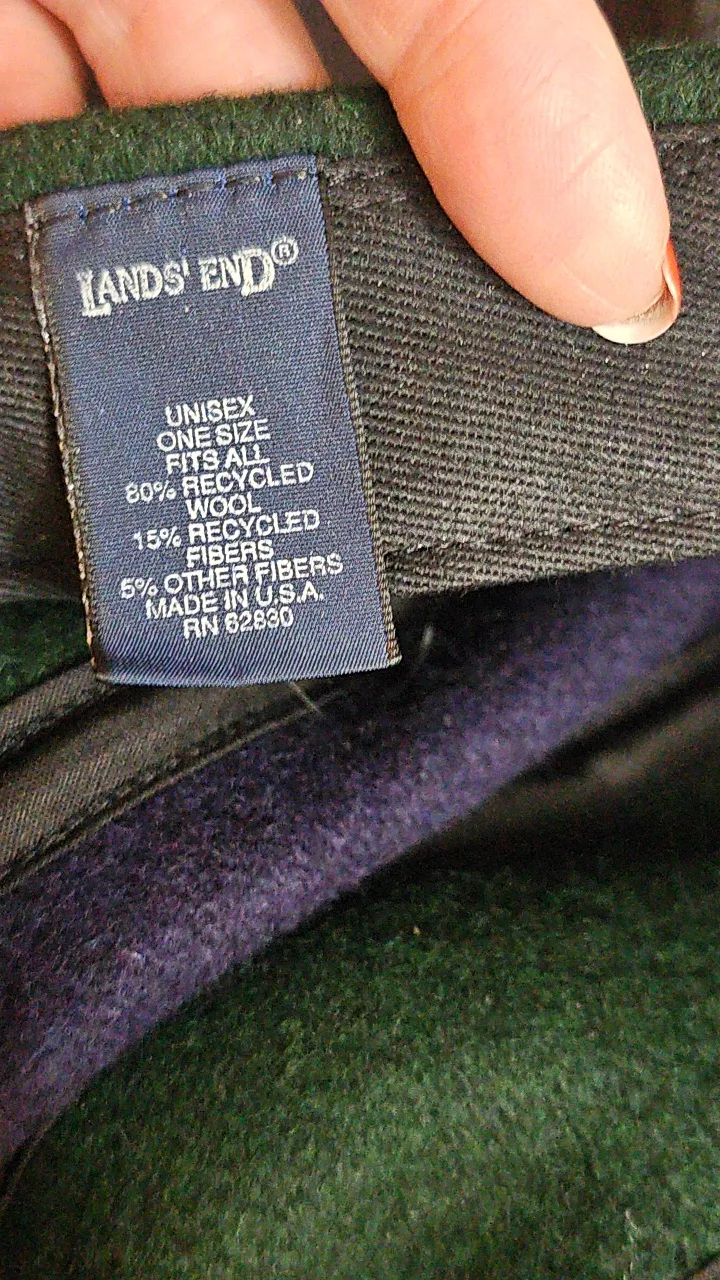 LANDS' END®
UNISEX
ONE SIZE
FITS ALL
80% RECYCLED
WOOL
15% RECYCLED
FIBERS
5% OTHER FIBERS
MADE IN U.S.A.
RN 62830